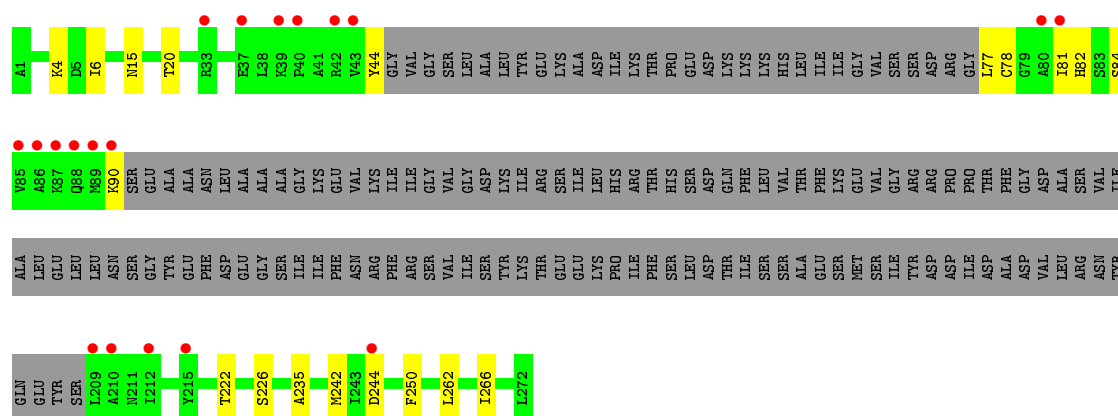 A1 K4 D5 I6 N15 T20 R33 E37 L38 K39 P40 A41 R42 V43 Y44 GLY VAL GLY SER LEU ALA LEU TYR GLU LYS ALA ASP ILE LYS THR PRO GLU ASP LYS LYS LYS HIS LEU ILE ILE GLY VAL SER SER ASP ARG GLY L77 C78 G79 A80 I81 H82 S83 S84
V85 A86 K87 Q88 M89 K90 SER GLU ALA ALA ASN LEU ALA ALA ALA GLY LYS GLU VAL LYS ILE ILE GLY VAL GLY ASP LYS ILE ARG SER ILE LEU HIS ARG THR HIS SER ASP GLN PHE LEU VAL THR PHE LYS GLU VAL GLY ARG ARG PRO PRO THR PHE GLY ASP ALA SER VAL ILE
ALA LEU GLU LEU LEU ASN SER GLY TYR GLU PHE ASP GLU GLY SER ILE ILE PHE ASN ARG PHE ARG SER VAL ILE SER TYR LYS THR GLU GLU LYS PRO ILE PHE SER LEU ASP THR ILE SER SER ALA GLU SER MET SER ILE TYR ASP ASP ILE ASP ALA ASP VAL LEU ARG ASN TYR
GLN GLU TYR SER L209 A210 N211 I212 Y215 T222 S226 A235 M242 I243 D244 F250 L262 I266 L272